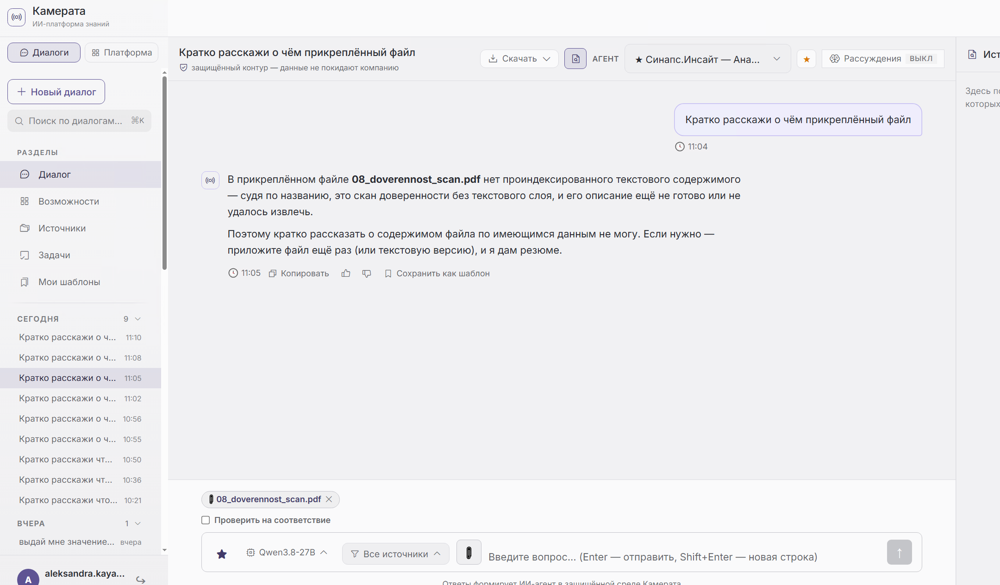 Камерата
ИИ-платформа знаний
Диалоги
Платформа
Новый диалог
Поиск по диалогам...
⌘K
РАЗДЕЛЫ
Диалог
Возможности
Источники
Задачи
Мои шаблоны
СЕГОДНЯ 9
Кратко расскажи о ч... 11:10
Кратко расскажи о ч... 11:08
Кратко расскажи о ч... 11:05
Кратко расскажи о ч... 11:02
Кратко расскажи о ч... 10:56
Кратко расскажи о ч... 10:55
Кратко расскажи чт... 10:50
Кратко расскажи чт... 10:36
Кратко расскажи что... 10:21
ВЧЕРА 1
выдай мне значение... вчера
A
aleksandra.kaya...
Кратко расскажи о чём прикреплённый файл
защищённый контур — данные не покидают компанию
Скачать
АГЕНТ
★ Синапс.Инсайт — Ана...
★
Рассуждения ВЫКЛ
Кратко расскажи о чём прикреплённый файл
11:04
В прикреплённом файле 08_doverennost_scan.pdf нет проиндексированного текстового содержимого
— судя по названию, это скан доверенности без текстового слоя, и его описание ещё не готово или не
удалось извлечь.
Поэтому кратко рассказать о содержимом файла по имеющимся данным не могу. Если нужно —
приложите файл ещё раз (или текстовую версию), и я дам резюме.
11:05 Копировать Сохранить как шаблон
08_doverennost_scan.pdf
Проверить на соответствие
Qwen3.8-27B
Все источники
Введите вопрос... (Enter — отправить, Shift+Enter — новая строка)
Ответы формирует ИИ-агент в защищённой среде Камерата
Ист
Здесь по
которых